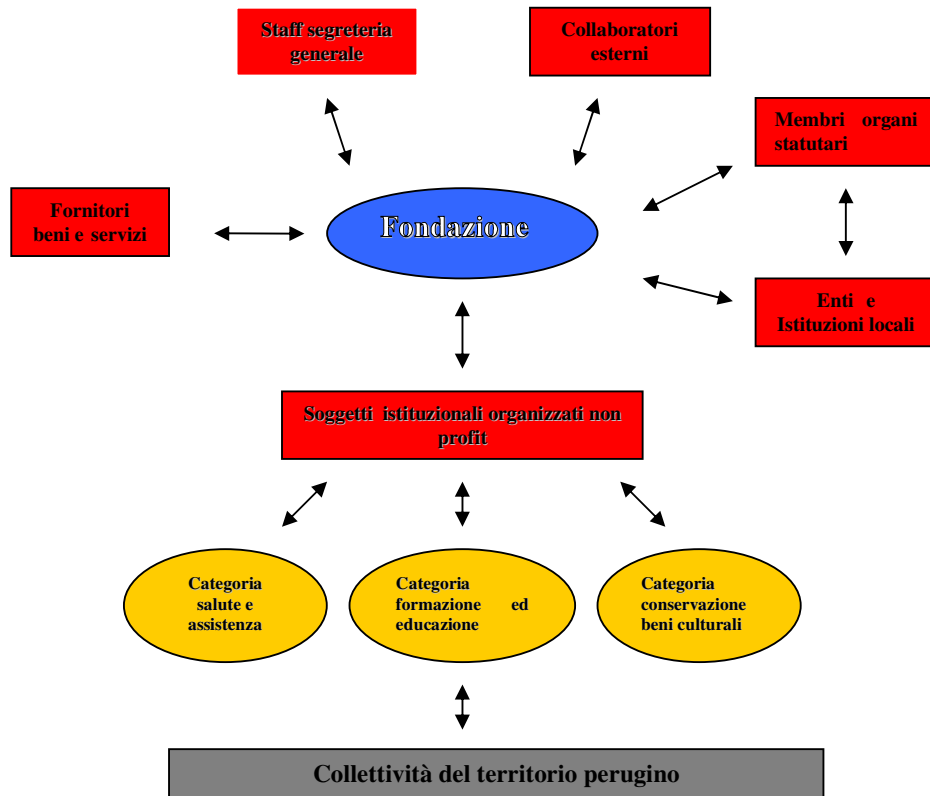 Staff segreteria
generale
Collaboratori
esterni
Membri organi
statutari
Fornitori
beni e servizi
Fondazione
Enti e
Istituzioni locali
Soggetti istituzionali organizzati non
profit
Categoria
salute e
assistenza
Categoria
formazione ed
educazione
Categoria
conservazione
beni culturali
Collettività del territorio perugino